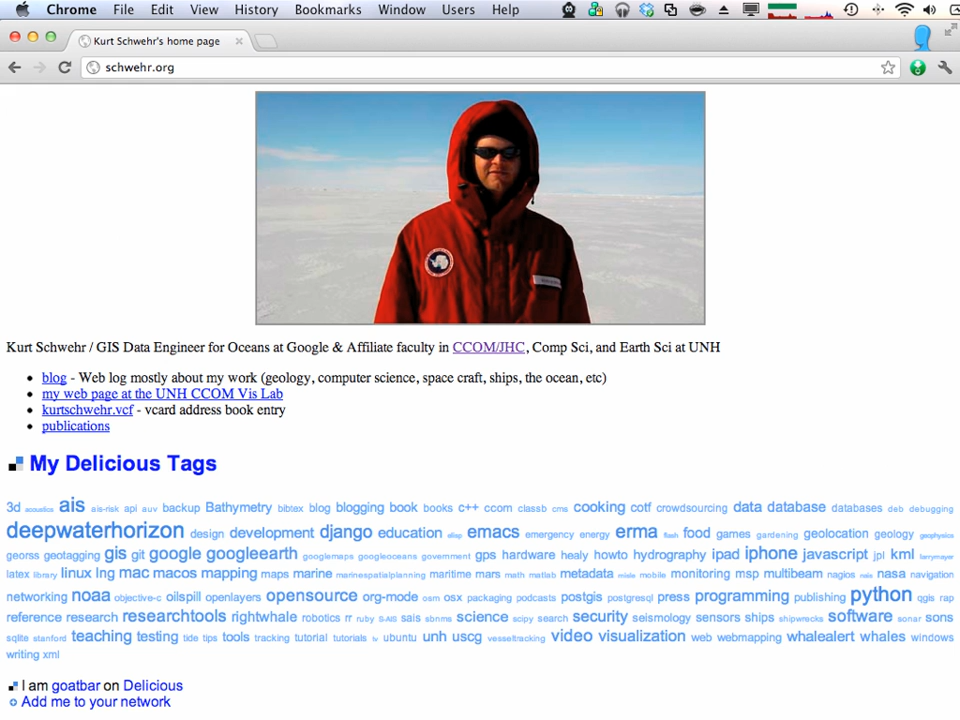 Chrome File Edit View History Bookmarks Window Users Help
Kurt Schwehr's home page
schwehr.org
Kurt Schwehr / GIS Data Engineer for Oceans at Google & Affiliate faculty in CCOM/JHC, Comp Sci, and Earth Sci at UNH
blog - Web log mostly about my work (geology, computer science, space craft, ships, the ocean, etc)
my web page at the UNH CCOM Vis Lab
kurtschwehr.vcf - vcard address book entry
publications
My Delicious Tags
3d acoustics ais ais-risk api auv backup Bathymetry bibtex blog blogging book books c++ ccom classb cms cooking cotf crowdsourcing data database databases deb debugging
deepwaterhorizon design development django education elisp emacs emergency energy erma flash food games gardening geolocation geology geophysics
georss geotagging gis git google googleearth googlemaps googleoceans government gps hardware healy howto hydrography ipad iphone javascript jpl kml larrymayer
latex library linux lng mac macos mapping maps marine marinespatialplanning maritime mars math matlab metadata mobile monitoring msp multibeam nagios nasa navigation
networking noaa objective-c oilspill openlayers opensource org-mode osm osx packaging podcasts postgis postgresql press programming publishing python qgis rap
reference research researchtools rightwhale robotics rr ruby S-AIS sais sbnms science scipy search security seismology sensors ships shipwrecks software sonar sons
sqlite stanford teaching testing tide tips tools tracking tutorial tutorials tv ubuntu unh uscg vesseltracking video visualization web webmapping whalealert whales windows
writing xml
I am goatbar on Delicious
Add me to your network